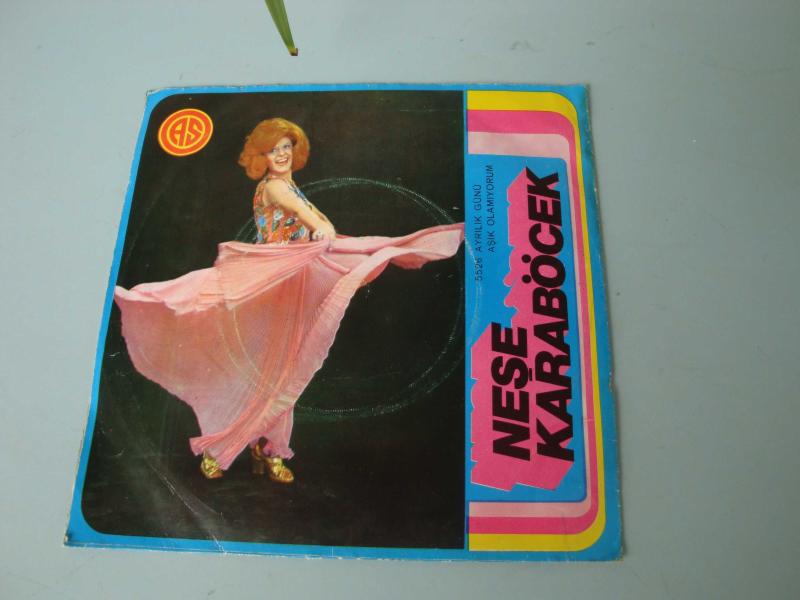 AS
5526 AYRILIK GÜNÜ
AŞIK OLAMIYORUM
NEŞE
KARABÖCEK